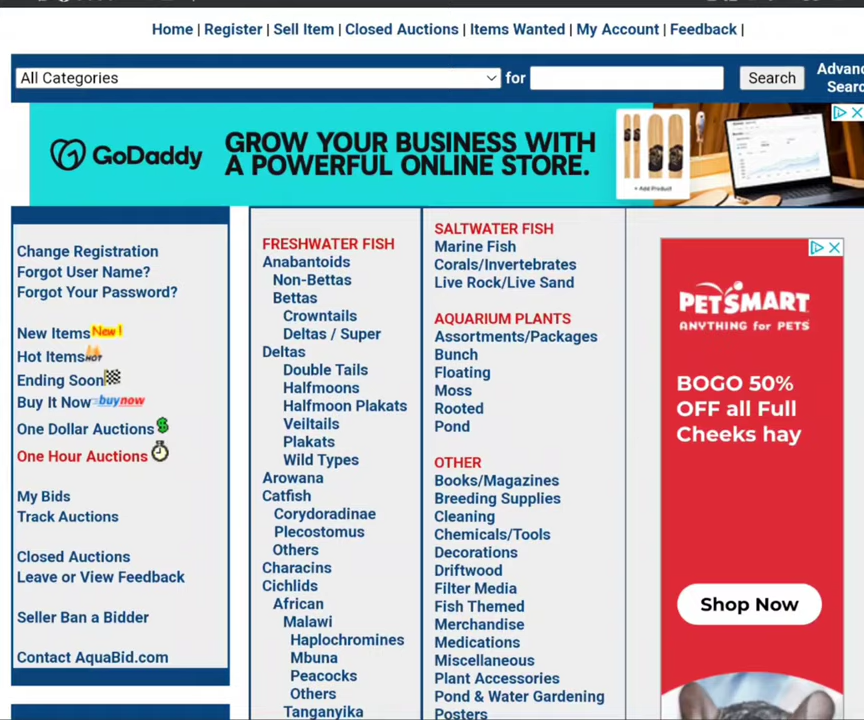 Home | Register | Sell Item | Closed Auctions | Items Wanted | My Account | Feedback |
All Categories for Search
GoDaddy
GROW YOUR BUSINESS WITH
A POWERFUL ONLINE STORE.
+ Add Product
Change Registration
Forgot User Name?
Forgot Your Password?
New Items New!
Hot Items HOT
Ending Soon
Buy It Now buynow
One Dollar Auctions $
One Hour Auctions
My Bids
Track Auctions
Closed Auctions
Leave or View Feedback
Seller Ban a Bidder
Contact AquaBid.com
FRESHWATER FISH
Anabantoids
Non-Bettas
Bettas
Crowntails
Deltas / Super
Deltas
Double Tails
Halfmoons
Halfmoon Plakats
Veiltails
Plakats
Wild Types
Arowana
Catfish
Corydoradinae
Plecostomus
Others
Characins
Cichlids
African
Malawi
Haplochromines
Mbuna
Peacocks
Others
Tanganyika
SALTWATER FISH
Marine Fish
Corals/Invertebrates
Live Rock/Live Sand
AQUARIUM PLANTS
Assortments/Packages
Bunch
Floating
Moss
Rooted
Pond
OTHER
Books/Magazines
Breeding Supplies
Cleaning
Chemicals/Tools
Decorations
Driftwood
Filter Media
Fish Themed
Merchandise
Medications
Miscellaneous
Plant Accessories
Pond & Water Gardening
Posters
PETSMART
ANYTHING for PETS
BOGO 50%
OFF all Full
Cheeks hay
Shop Now